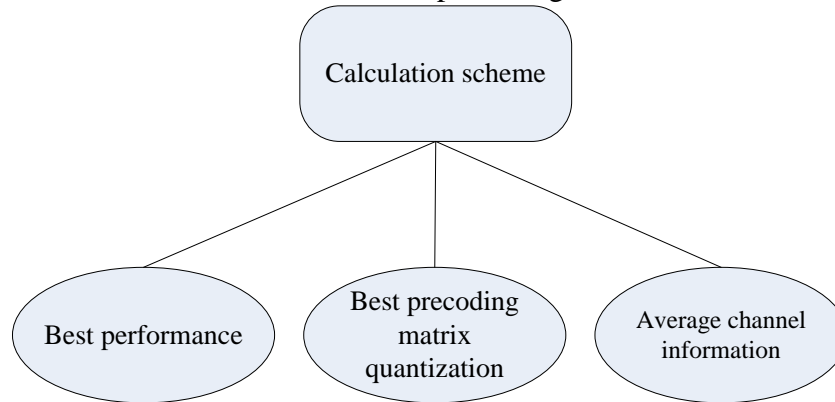 Calculation scheme
Best performance
Best precoding
matrix
quantization
Average channel
information